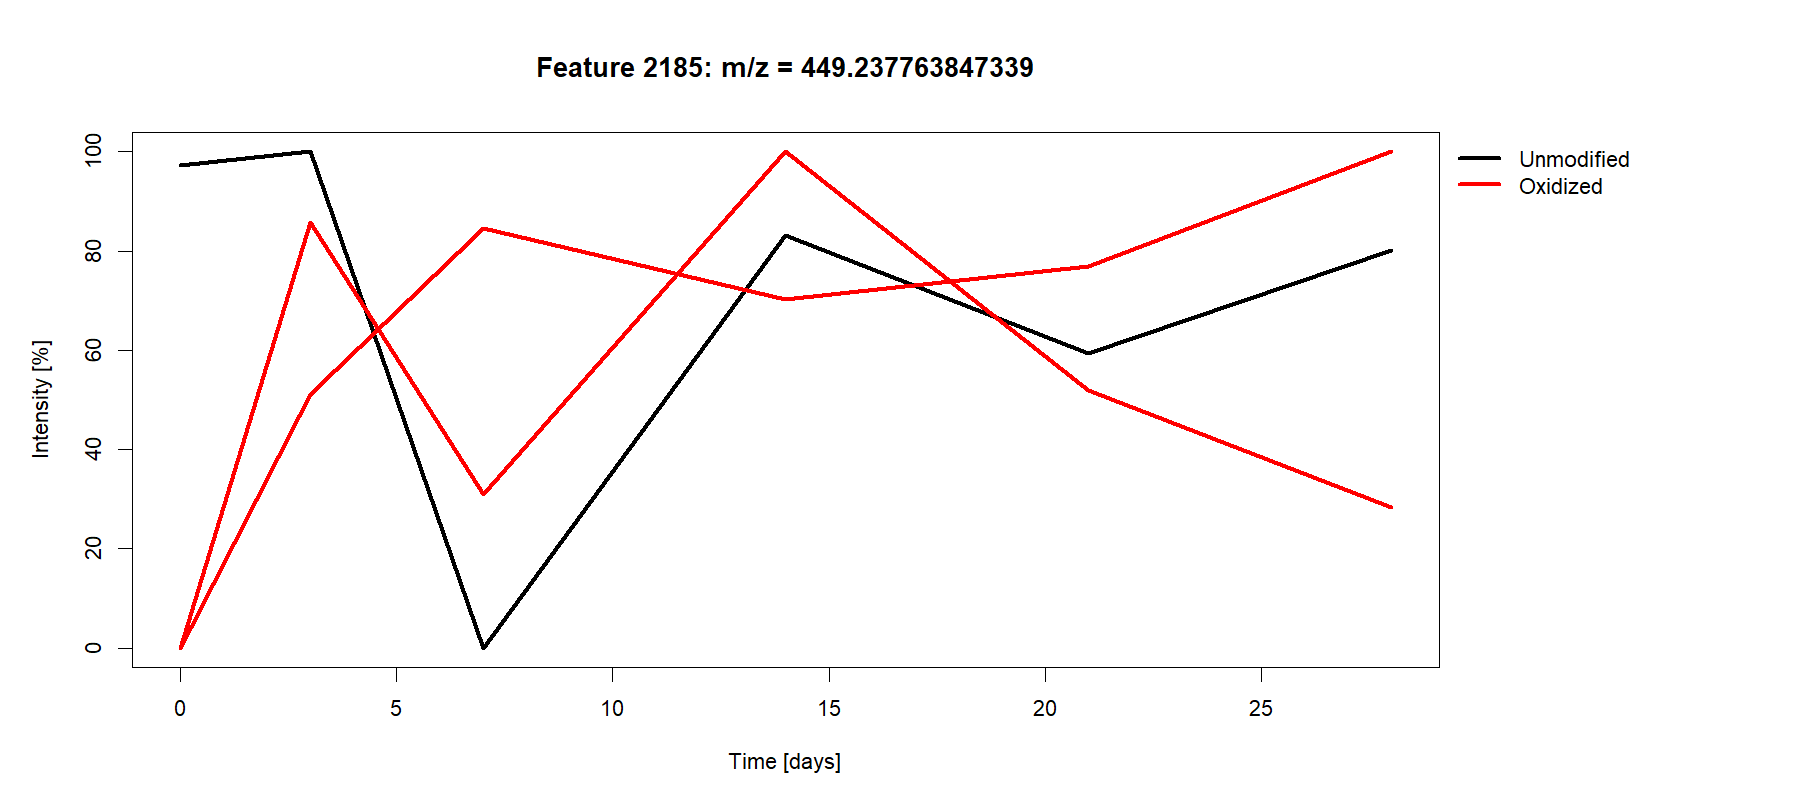 Feature 2185: m/z = 449.237763847339
Unmodified
Oxidized
Intensity [%]
100
80
60
40
20
0
0 5 10 15 20 25
Time [days]